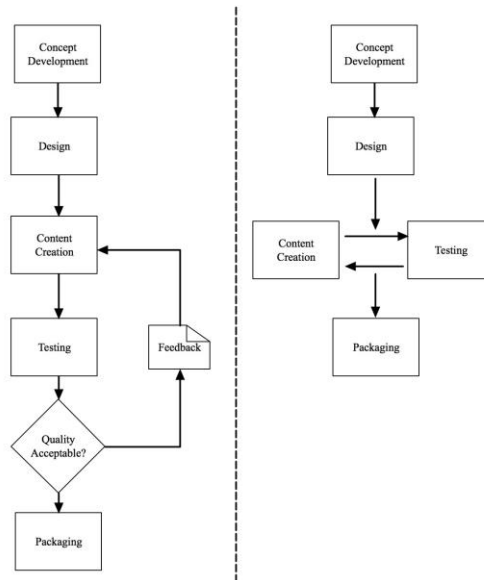 Concept
Development
Design
Content
Creation
Testing
Feedback
Quality
Acceptable?
Packaging
Concept
Development
Design
Content
Creation
Testing
Packaging